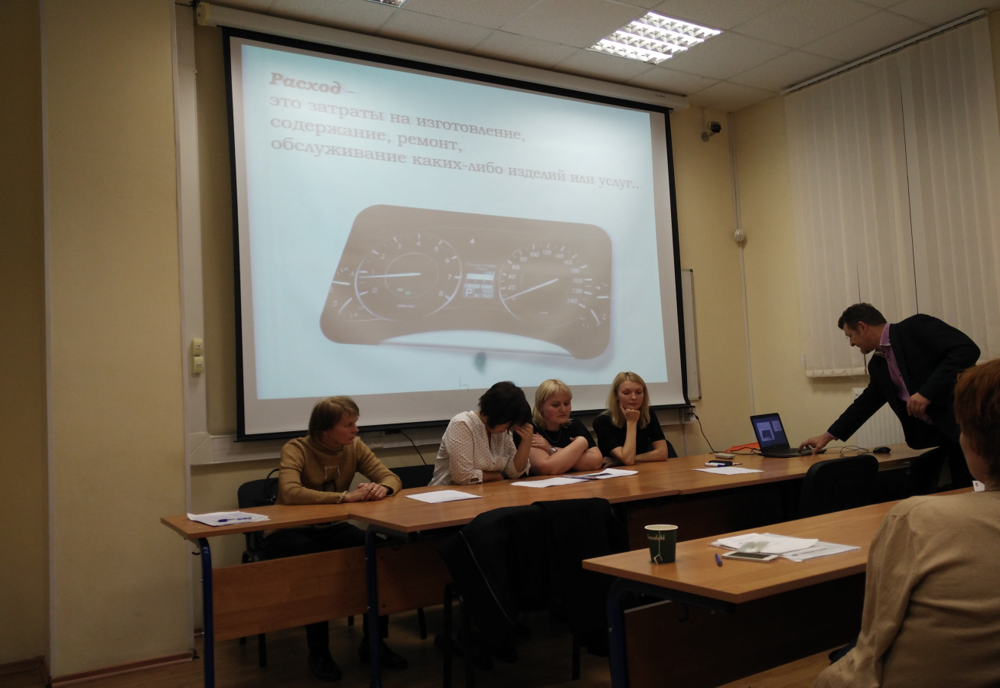 Расход –
это затраты на изготовление,
содержание, ремонт,
обслуживание каких-либо изделий или услуг..